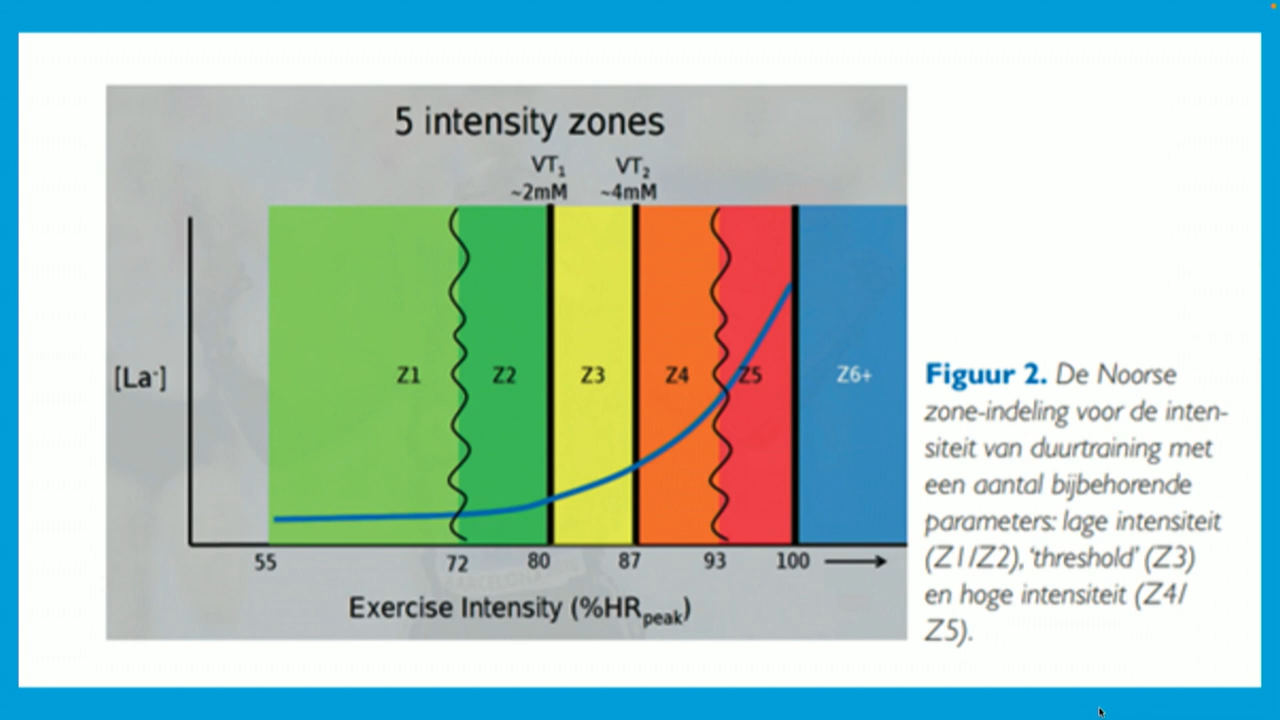 5 intensity zones
VT₁ VT₂
~2mM ~4mM
[La⁻] Z1 Z2 Z3 Z4 Z5 Z6+
55 72 80 87 93 100
Exercise Intensity (%HRpeak)
Figuur 2. De Noorse
zone-indeling voor de inten-
siteit van duurtraining met
een aantal bijbehorende
parameters: lage intensiteit
(Z1/Z2), ‘threshold’ (Z3)
en hoge intensiteit (Z4/
Z5).